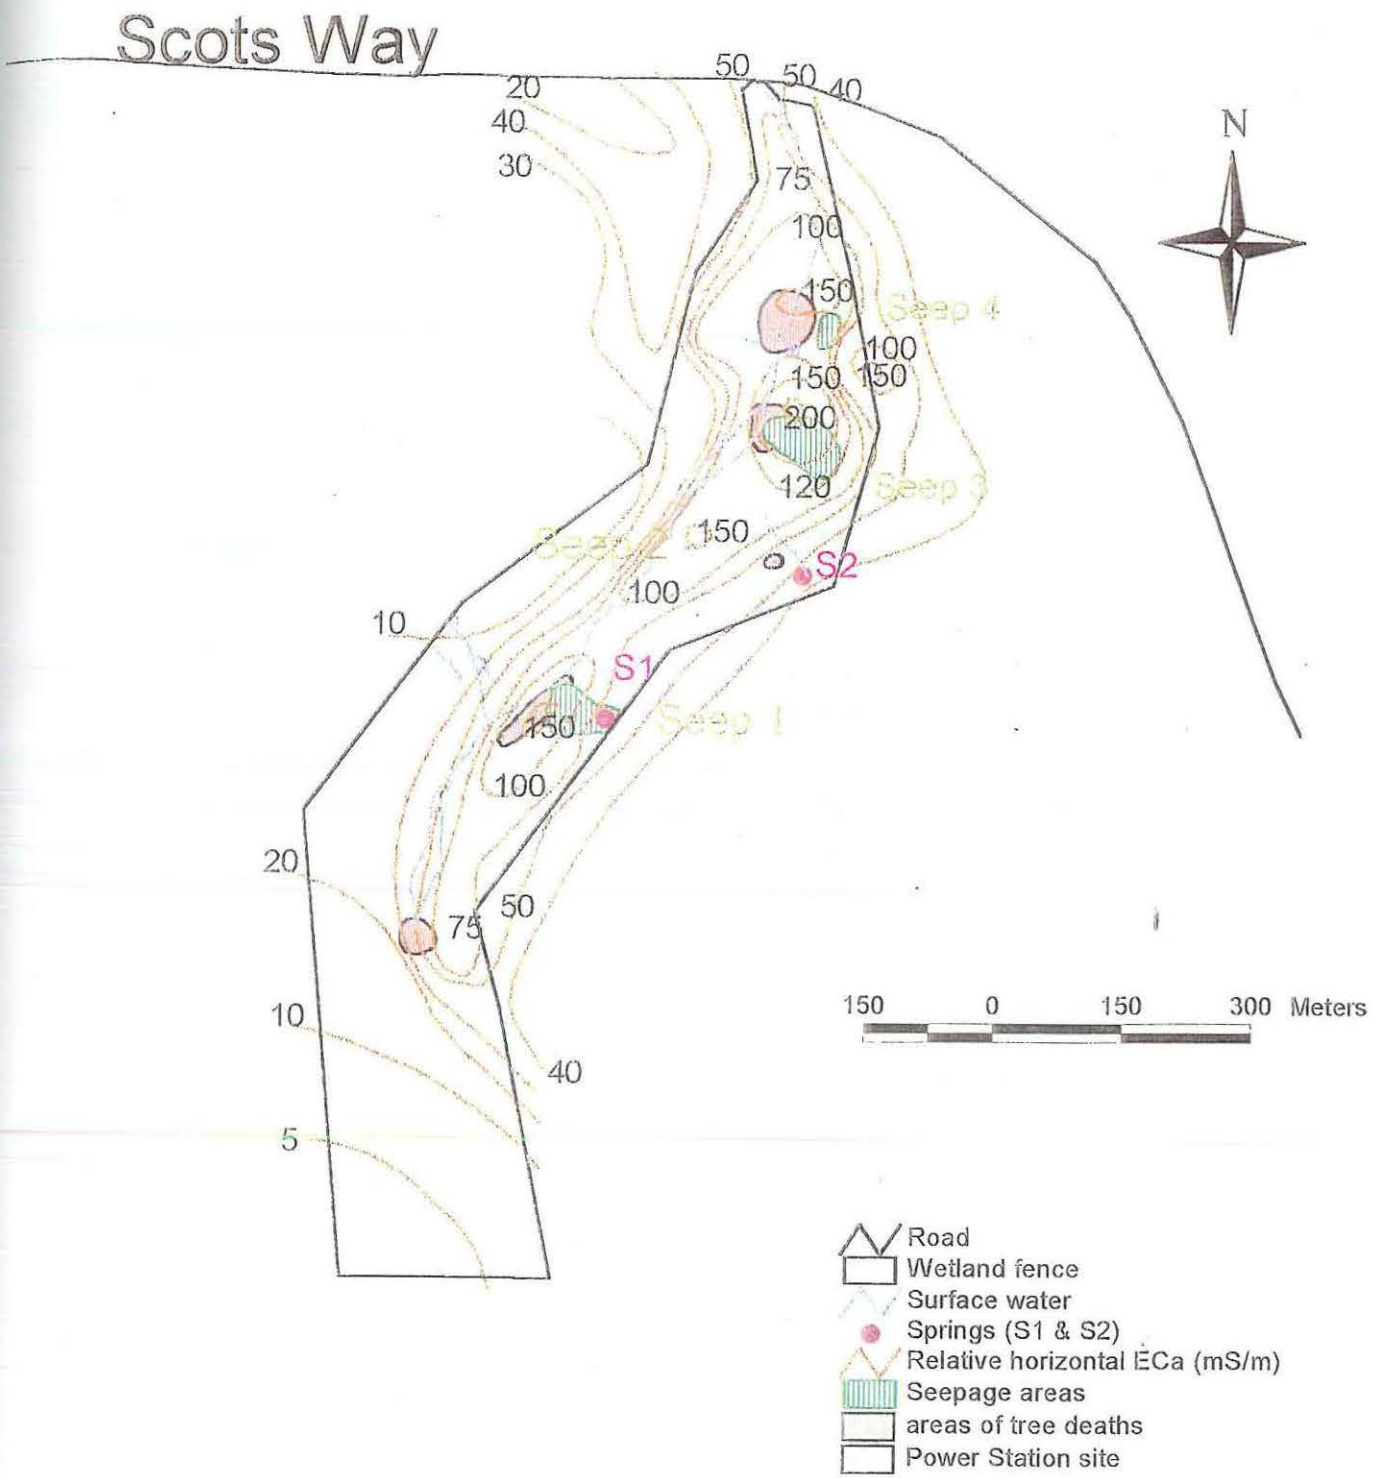 Scots Way
50 50 40
20
40
30
N
75
100
150
Seep 4
100
150 150
200
120 Seep 3
150
Seep 2
S2
100
10
S1
150 Seep 1
100
20
50
75
150 0 150 300 Meters
10
40
5
Road
Wetland fence
Surface water
Springs (S1 & S2)
Relative horizontal ECa (mS/m)
Seepage areas
areas of tree deaths
Power Station site